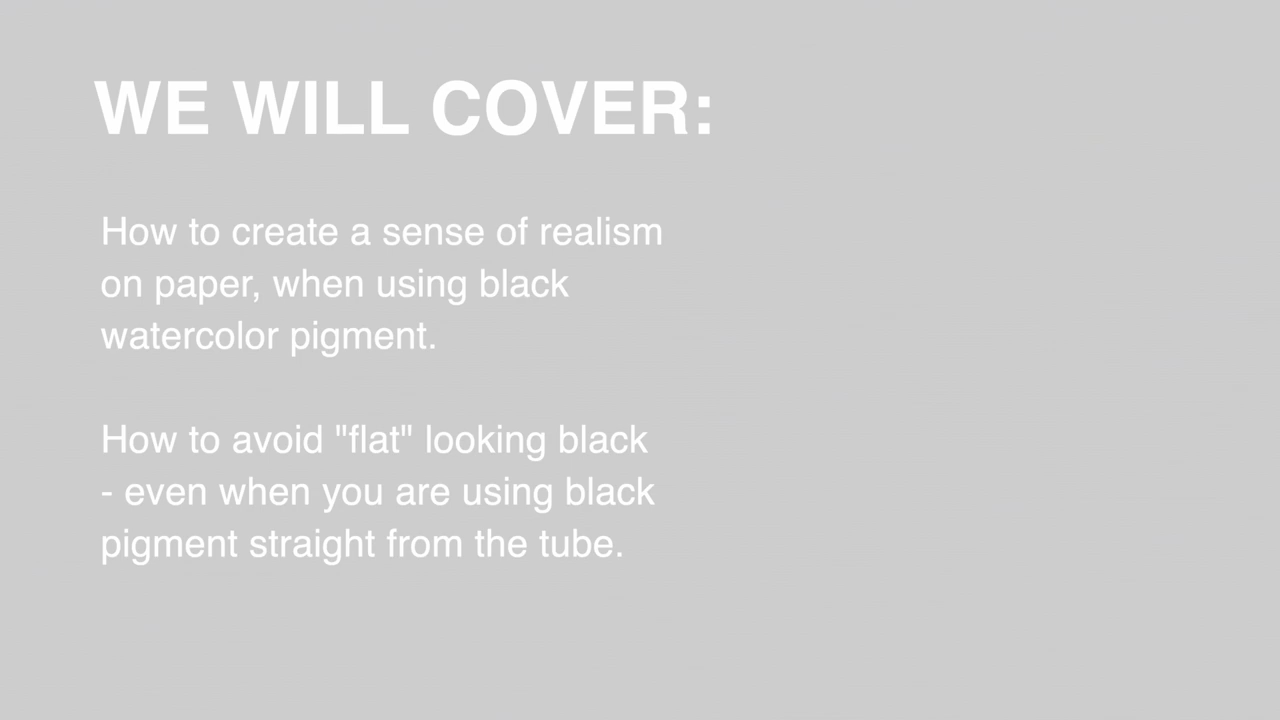 WE WILL COVER:
How to create a sense of realism
on paper, when using black
watercolor pigment.
How to avoid "flat" looking black
- even when you are using black
pigment straight from the tube.